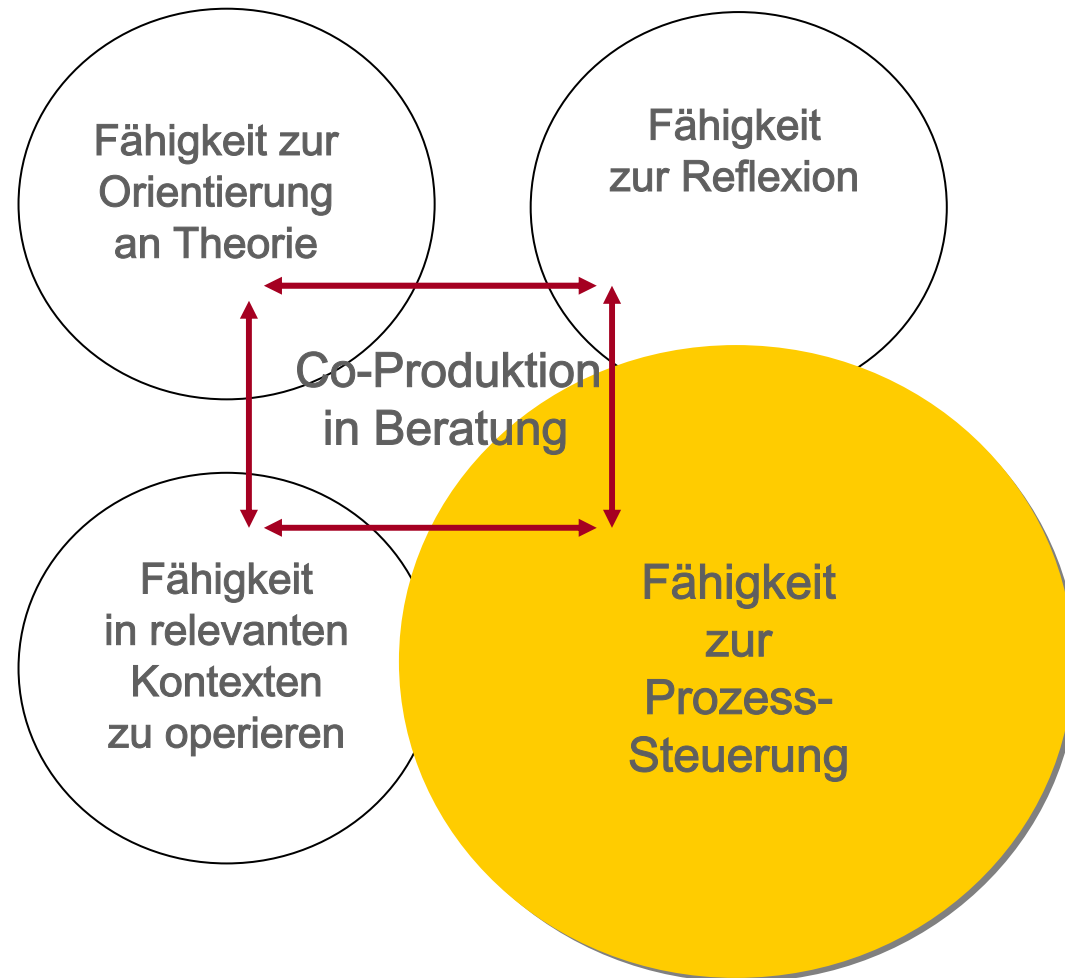 Fähigkeit zur
Orientierung
an Theorie
Fähigkeit
zur Reflexion
Co-Produktion
in Beratung
Fähigkeit
in relevanten
Kontexten
zu operieren
Fähigkeit
zur
Prozess-
Steuerung